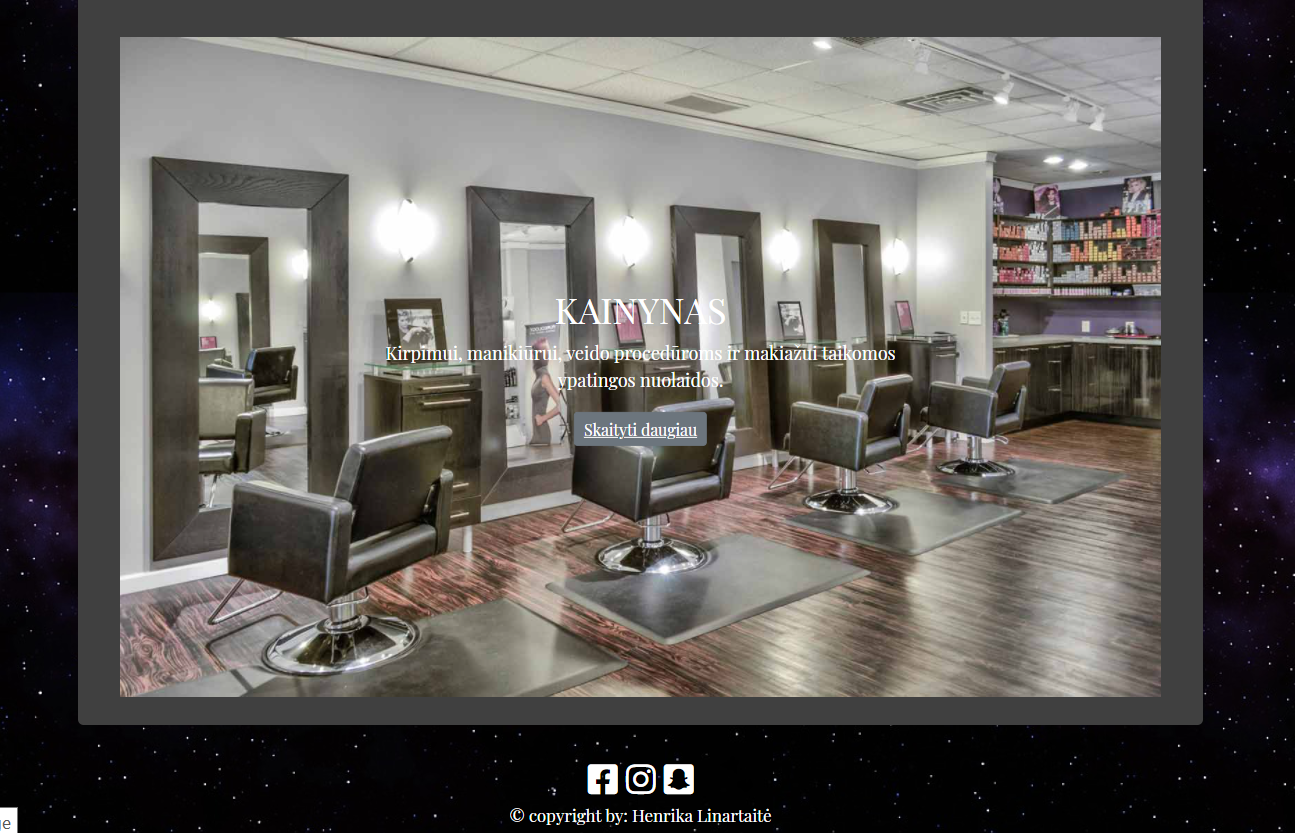 KAINYNAS
Kirpimui, manikiūrui, veido procedūroms ir makiažui taikomos
ypatingos nuolaidos.
Skaityti daugiau
© copyright by: Henrika Linartaitė